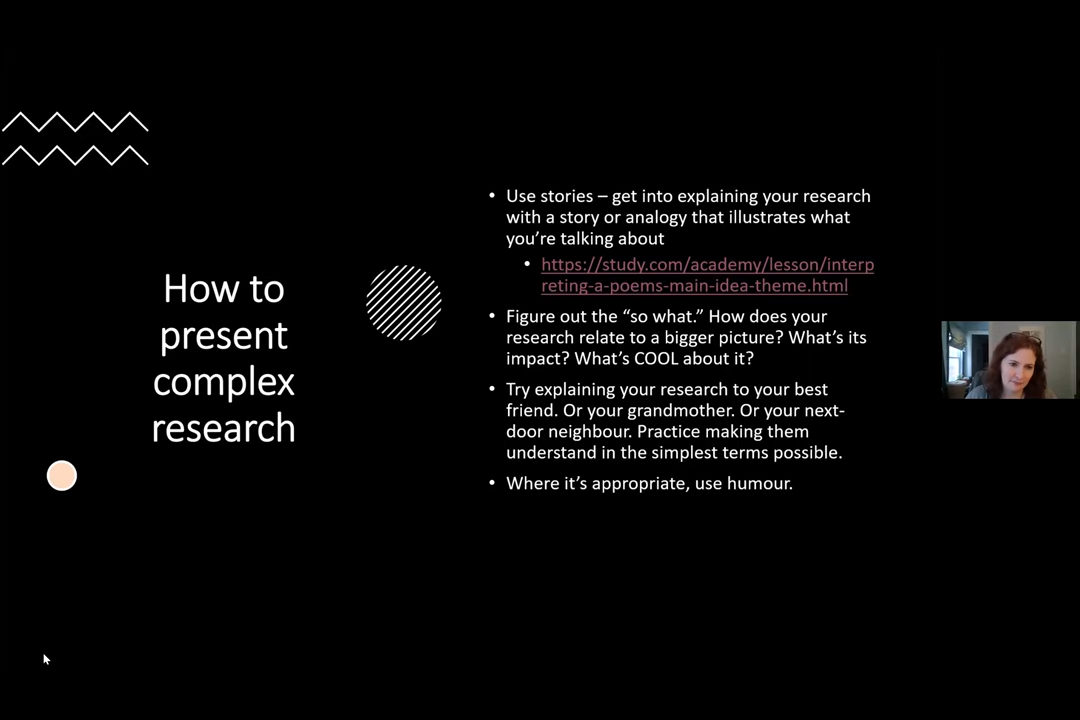 How to
present
complex
research
• Use stories – get into explaining your research
with a story or analogy that illustrates what
you’re talking about
• https://study.com/academy/lesson/interp
reting-a-poems-main-idea-theme.html
• Figure out the “so what.” How does your
research relate to a bigger picture? What’s its
impact? What’s COOL about it?
• Try explaining your research to your best
friend. Or your grandmother. Or your next-
door neighbour. Practice making them
understand in the simplest terms possible.
• Where it’s appropriate, use humour.